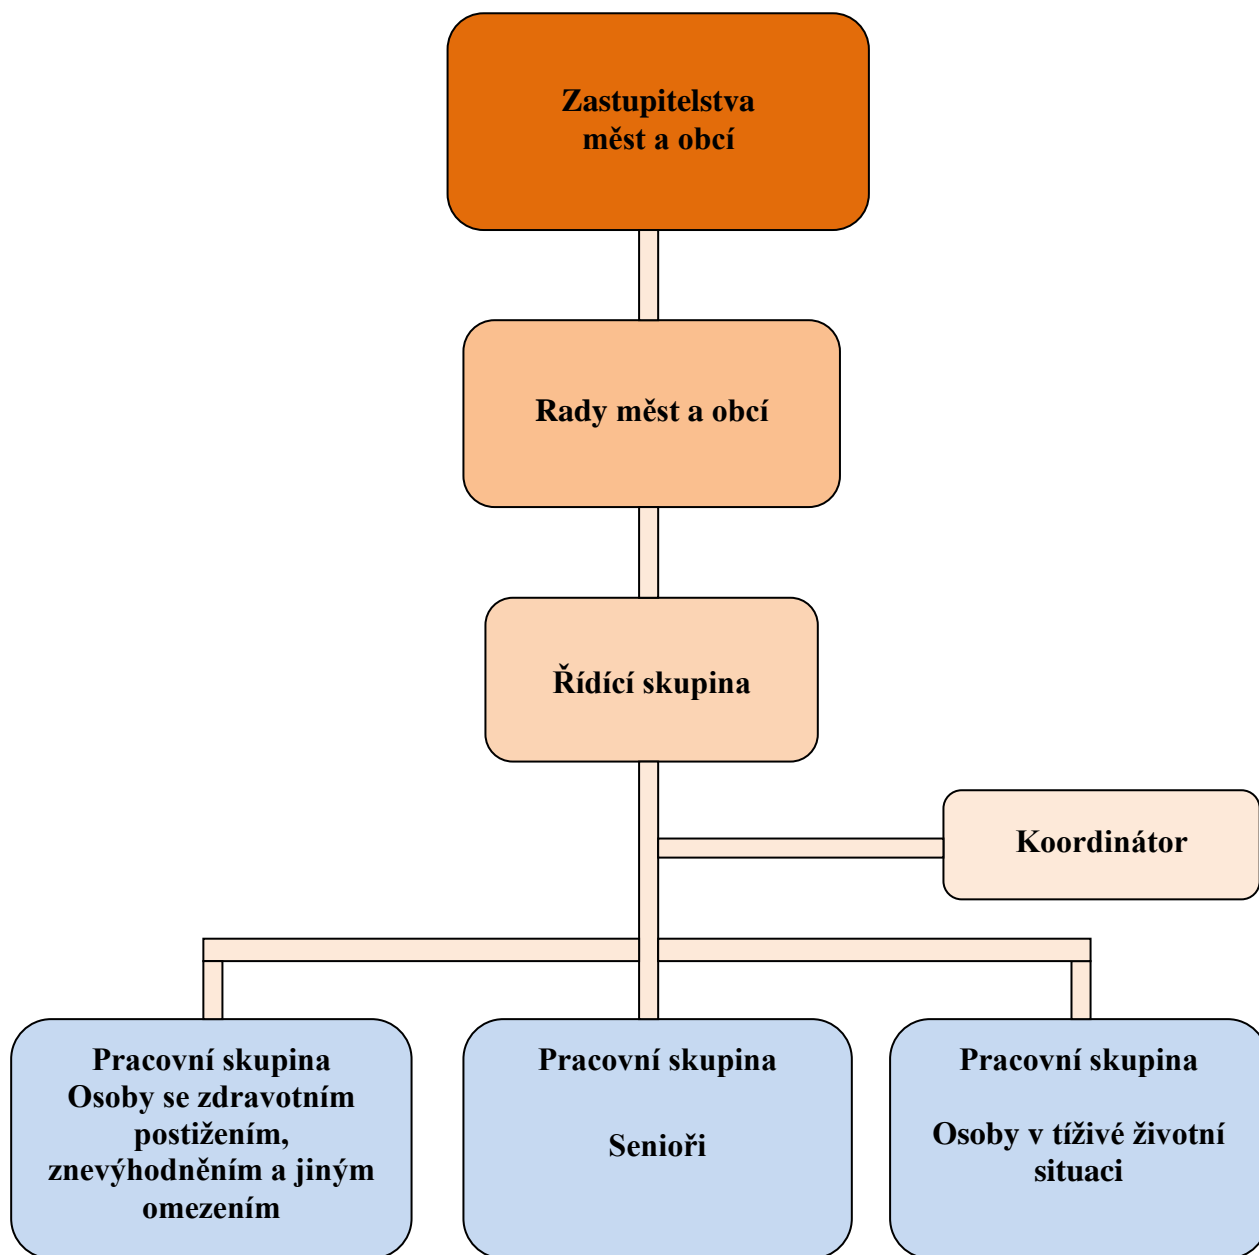 Zastupitelstva
měst a obcí
Rady měst a obcí
Řídící skupina
Koordinátor
Pracovní skupina
Osoby se zdravotním
postižením,
znevýhodněním a jiným
omezením
Pracovní skupina
Senioři
Pracovní skupina
Osoby v tíživé životní
situaci